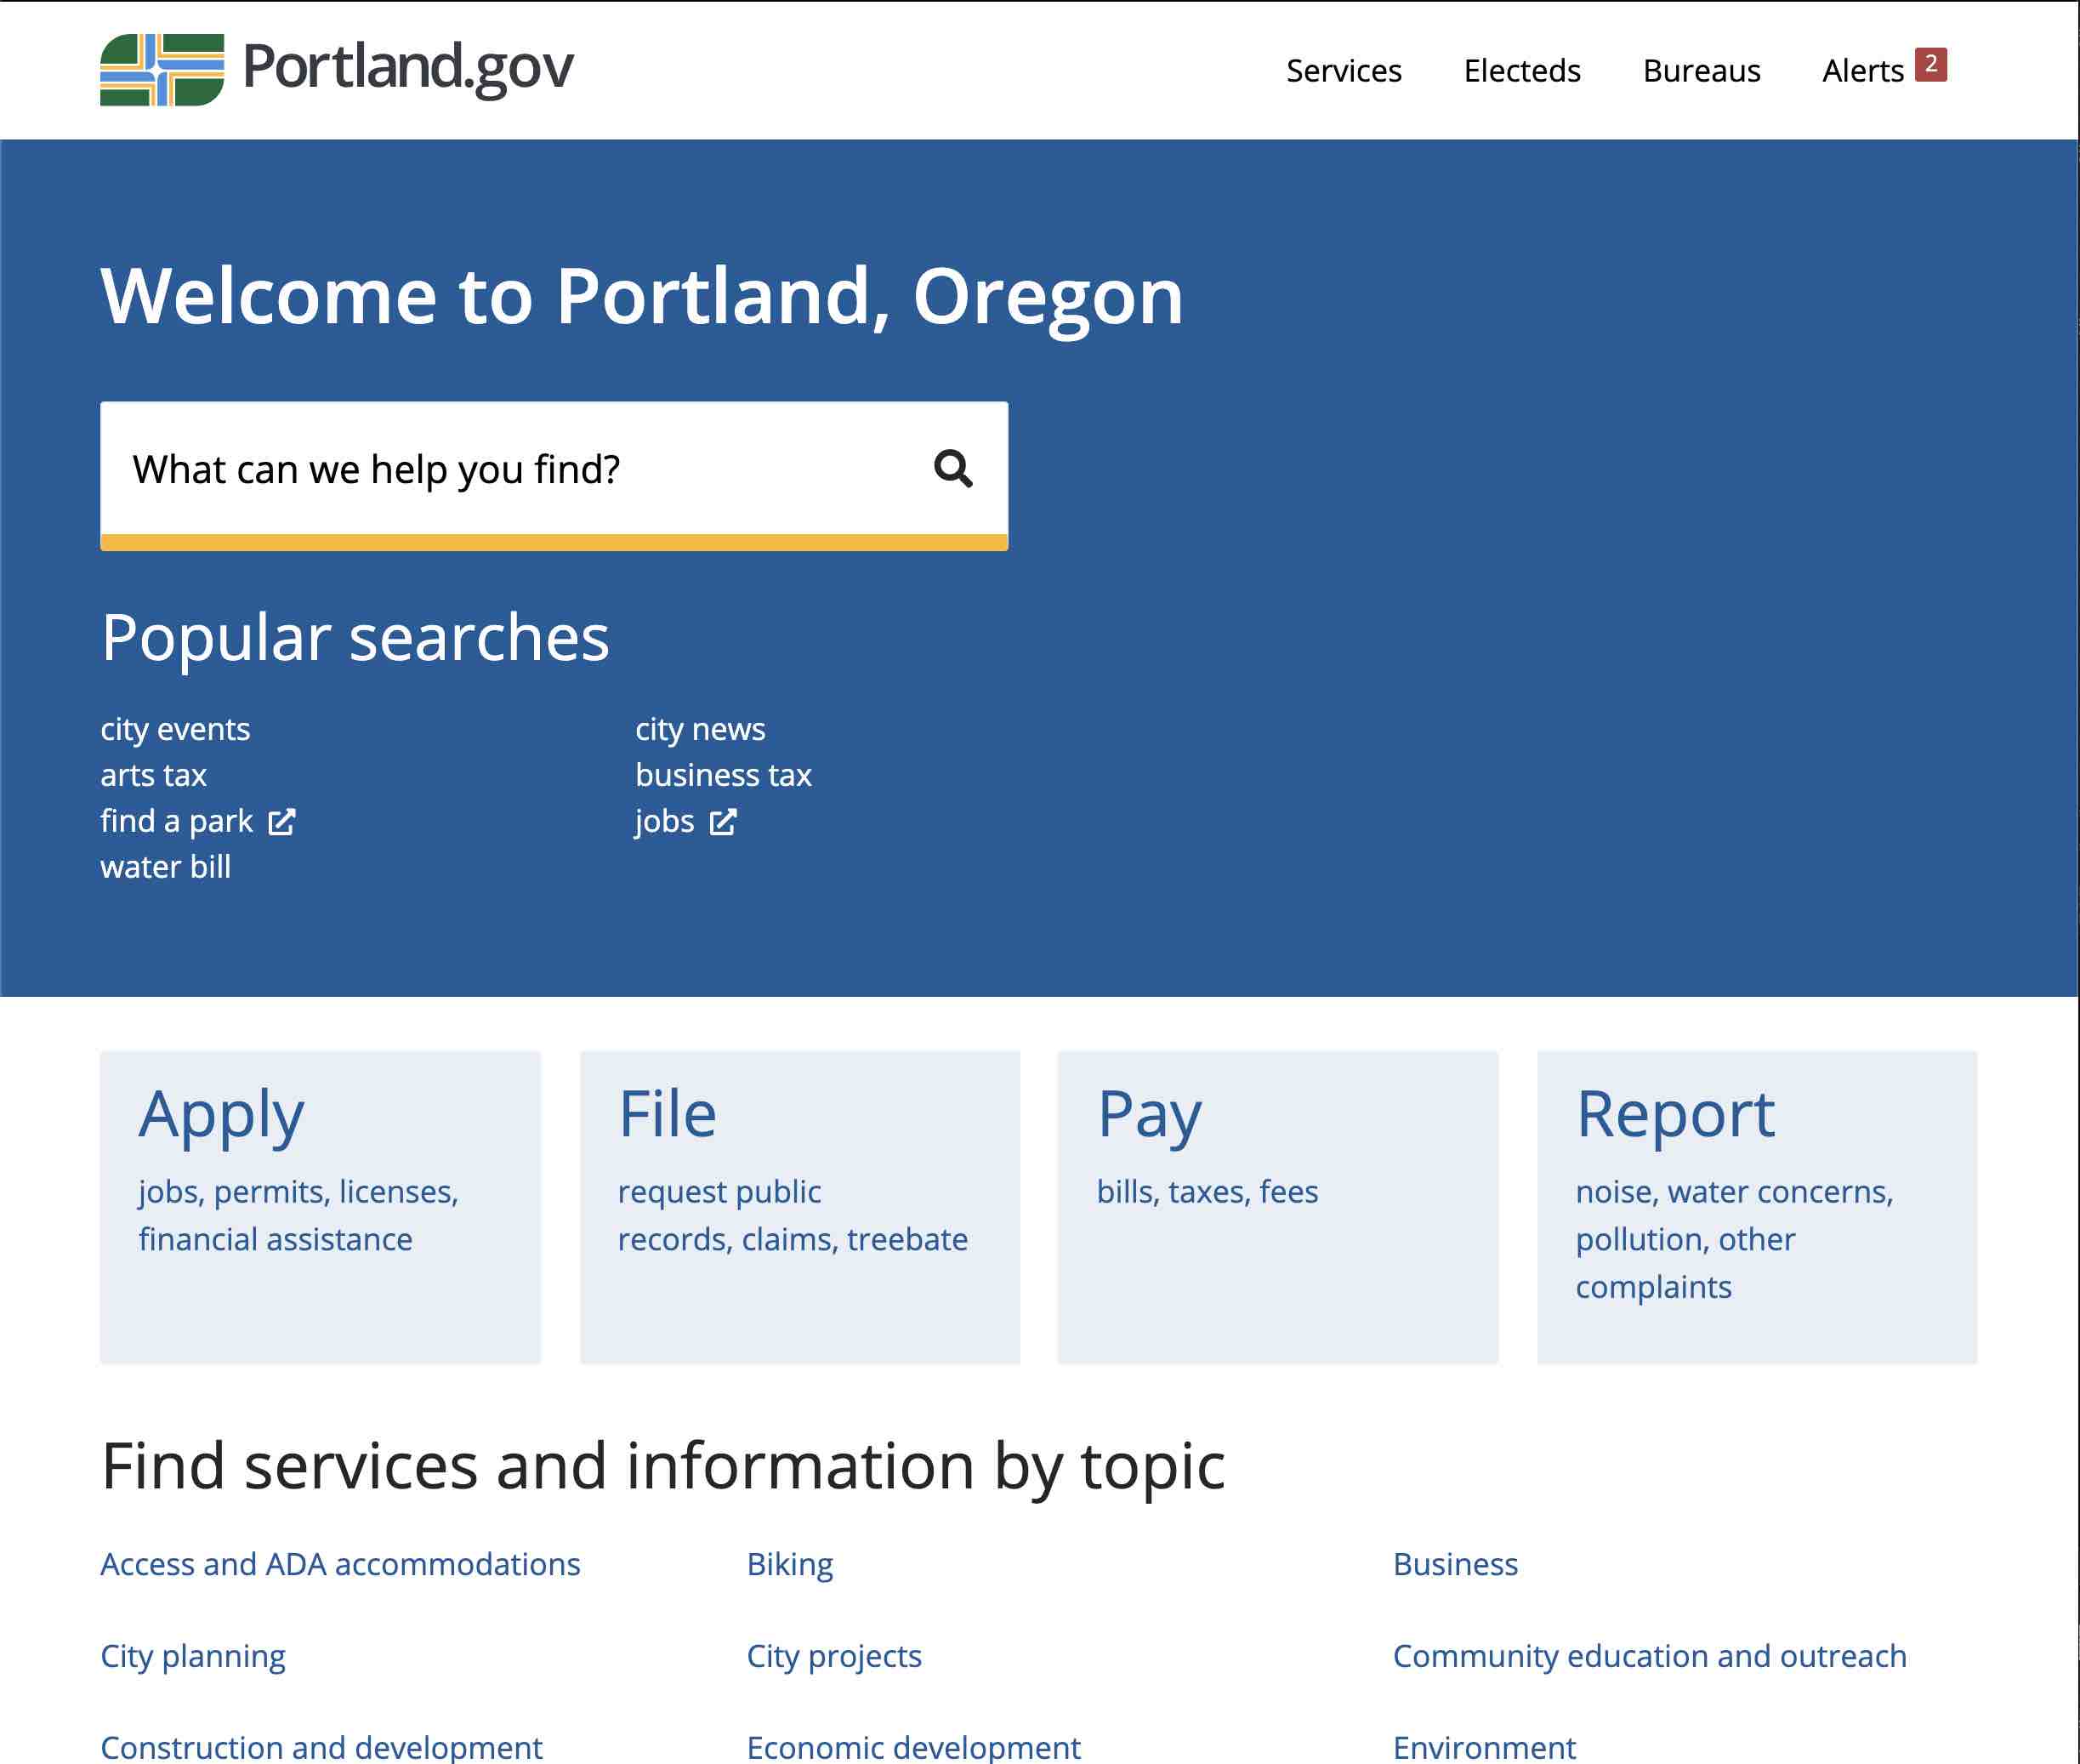 Portland.gov
Services Electeds Bureaus Alerts 2
Welcome to Portland, Oregon
What can we help you find?
Popular searches
city events
arts tax
find a park
water bill
city news
business tax
jobs
Apply
jobs, permits, licenses,
financial assistance
File
request public
records, claims, treebate
Pay
bills, taxes, fees
Report
noise, water concerns,
pollution, other
complaints
Find services and information by topic
Access and ADA accommodations
Biking
Business
City planning
City projects
Community education and outreach
Construction and development
Economic development
Environment